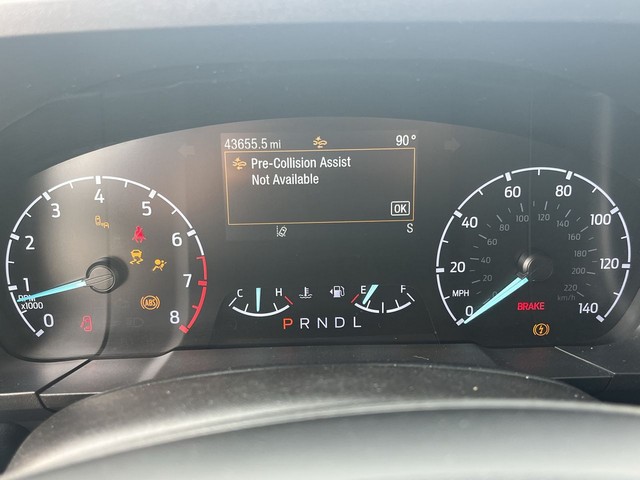 43655.5 mi 90°
Pre-Collision Assist
Not Available
OK
S
0 1 2 3 4 5 6 7 8
RPM
x1000
ABS
C H E F
P R N D L
0 20 40 60 80 100 120 140
MPH
20 40 60 80 100 120 140 160 180 200 220
km/h
BRAKE